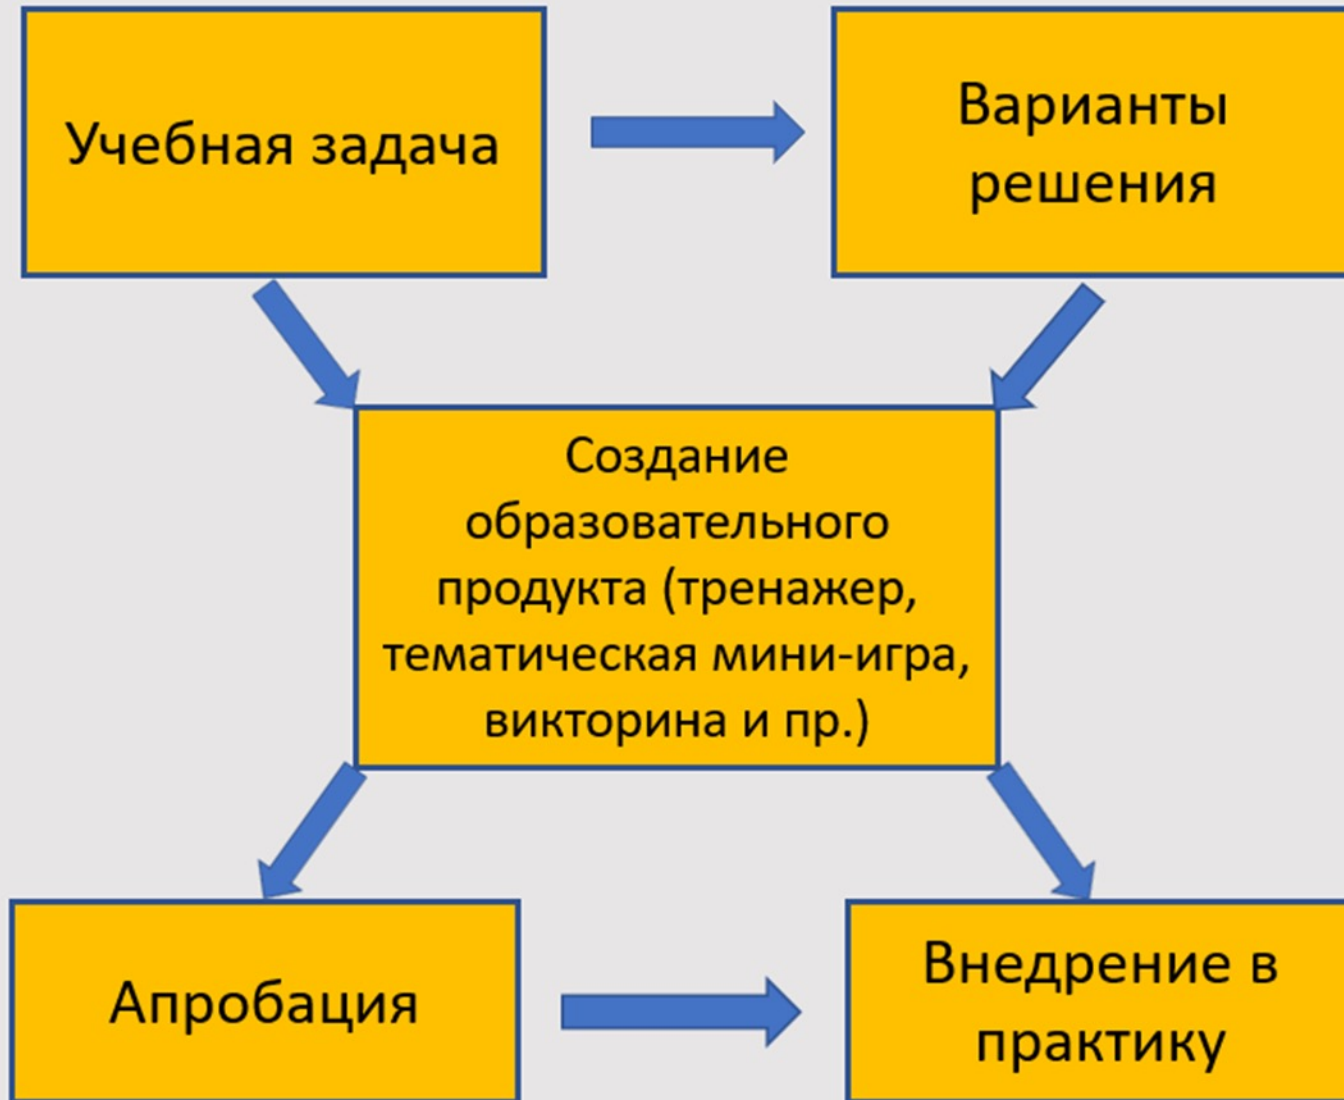 Учебная задача
Варианты
решения
Создание
образовательного
продукта (тренажер,
тематическая мини-игра,
викторина и пр.)
Апробация
Внедрение в
практику